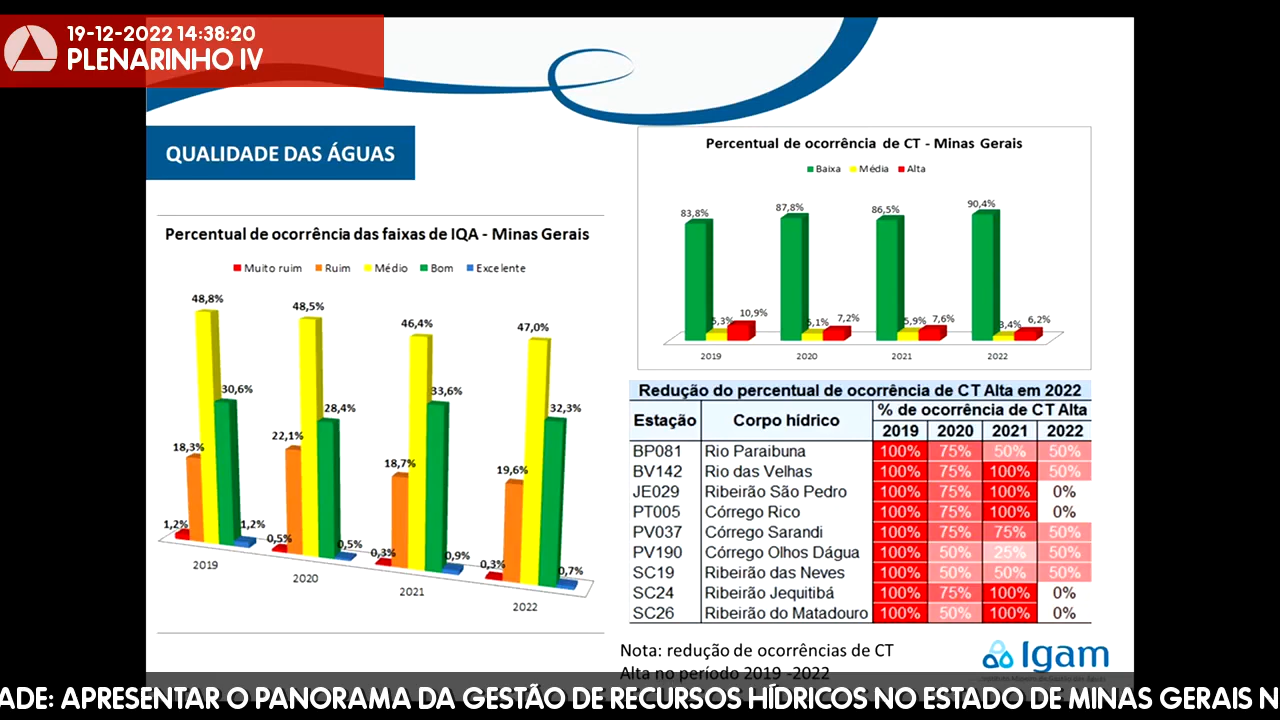 19-12-2022 14:38:20
PLENARINHO IV
QUALIDADE DAS ÁGUAS
Percentual de ocorrência das faixas de IQA - Minas Gerais
Muito ruim Ruim Médio Bom Excelente
48,8% 48,5% 46,4% 47,0%
30,6% 28,4% 33,6% 32,3%
18,3% 22,1% 18,7% 19,6%
1,2% 0,5% 0,3% 0,3%
1,2% 0,5% 0,9% 0,7%
2019 2020 2021 2022
Percentual de ocorrência de CT - Minas Gerais
Baixa Média Alta
83,8% 87,8% 86,5% 90,4%
5,3% 10,9% 5,1% 7,2% 5,9% 7,6% 3,4% 6,2%
2019 2020 2021 2022
Redução do percentual de ocorrência de CT Alta em 2022
Estação Corpo hídrico % de ocorrência de CT Alta
2019 2020 2021 2022
BP081 Rio Paraibuna 100% 75% 50% 50%
BV142 Rio das Velhas 100% 75% 100% 50%
JE029 Ribeirão São Pedro 100% 75% 100% 0%
PT005 Córrego Rico 100% 75% 100% 0%
PV037 Córrego Sarandi 100% 75% 75% 50%
PV190 Córrego Olhos Dágua 100% 50% 25% 50%
SC19 Ribeirão das Neves 100% 50% 50% 50%
SC24 Ribeirão Jequitibá 100% 75% 100% 0%
SC26 Ribeirão do Matadouro 100% 50% 100% 0%
Nota: redução de ocorrências de CT
Alta no período 2019 -2022
Igam
ADE: APRESENTAR O PANORAMA DA GESTÃO DE RECURSOS HÍDRICOS NO ESTADO DE MINAS GERAIS N